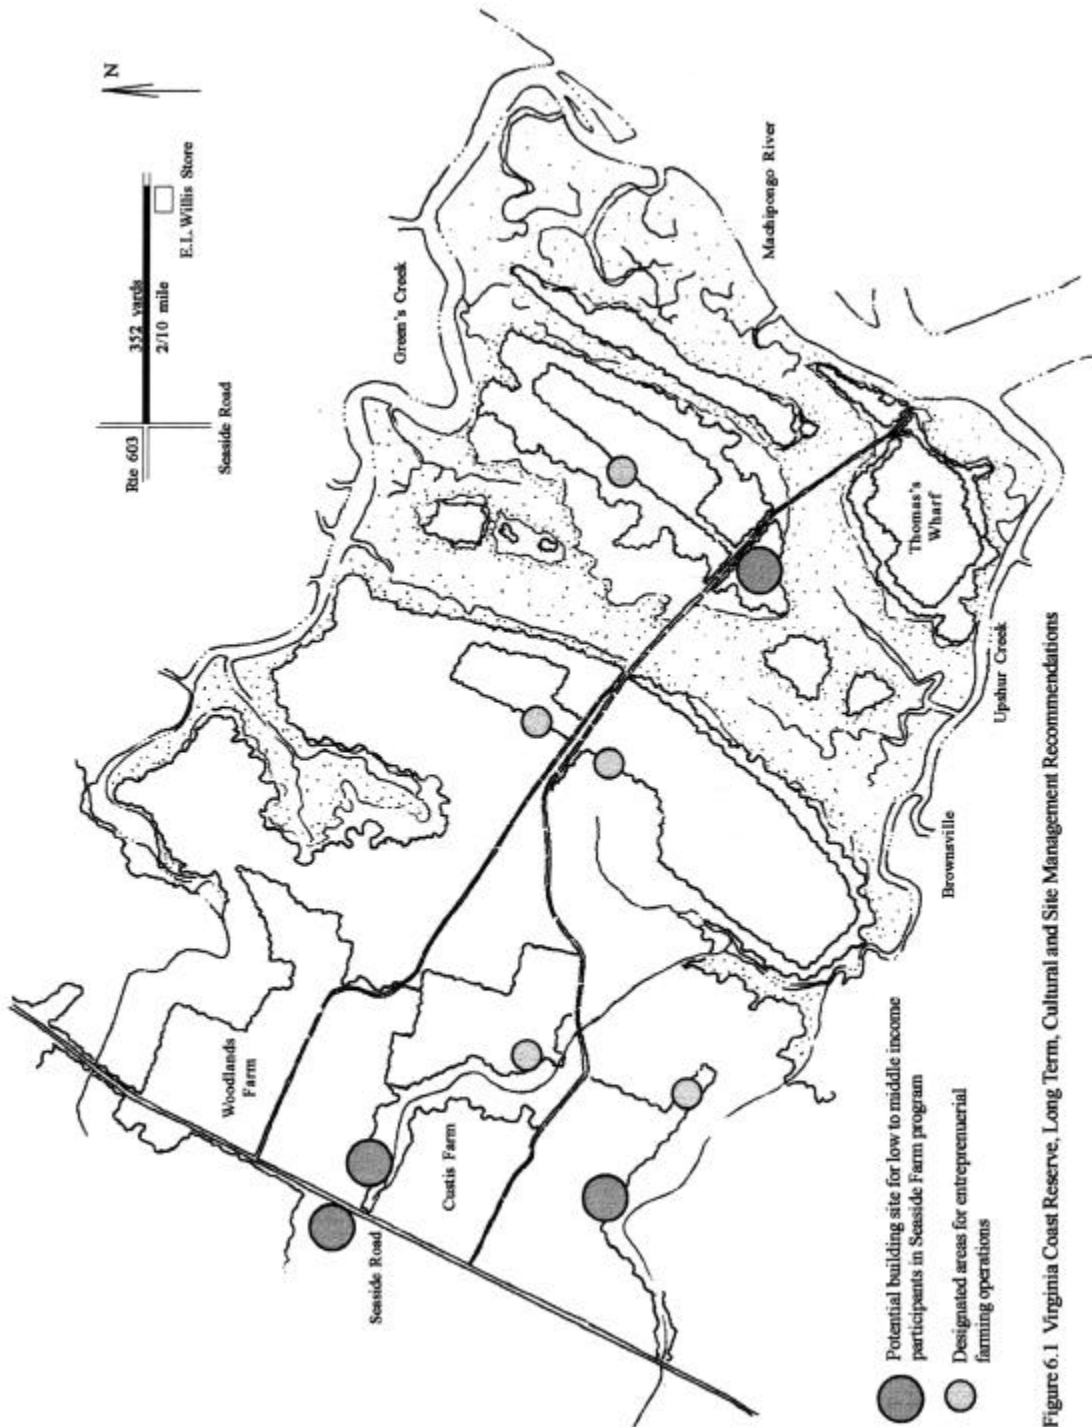 N
352 yards
2/10 mile
E.L. Willis Store
Rte 603
Seaside Road
Green's Creek
Machipongo River
Woodlands
Farm
Custis Farm
Seaside Road
Thomas's
Wharf
Upshur Creek
Brownsville
Potential building site for low to middle income
participants in Seaside Farm program
Designated areas for entreprenuerial
farming operations
Figure 6.1 Virginia Coast Reserve, Long Term, Cultural and Site Management Recommendations